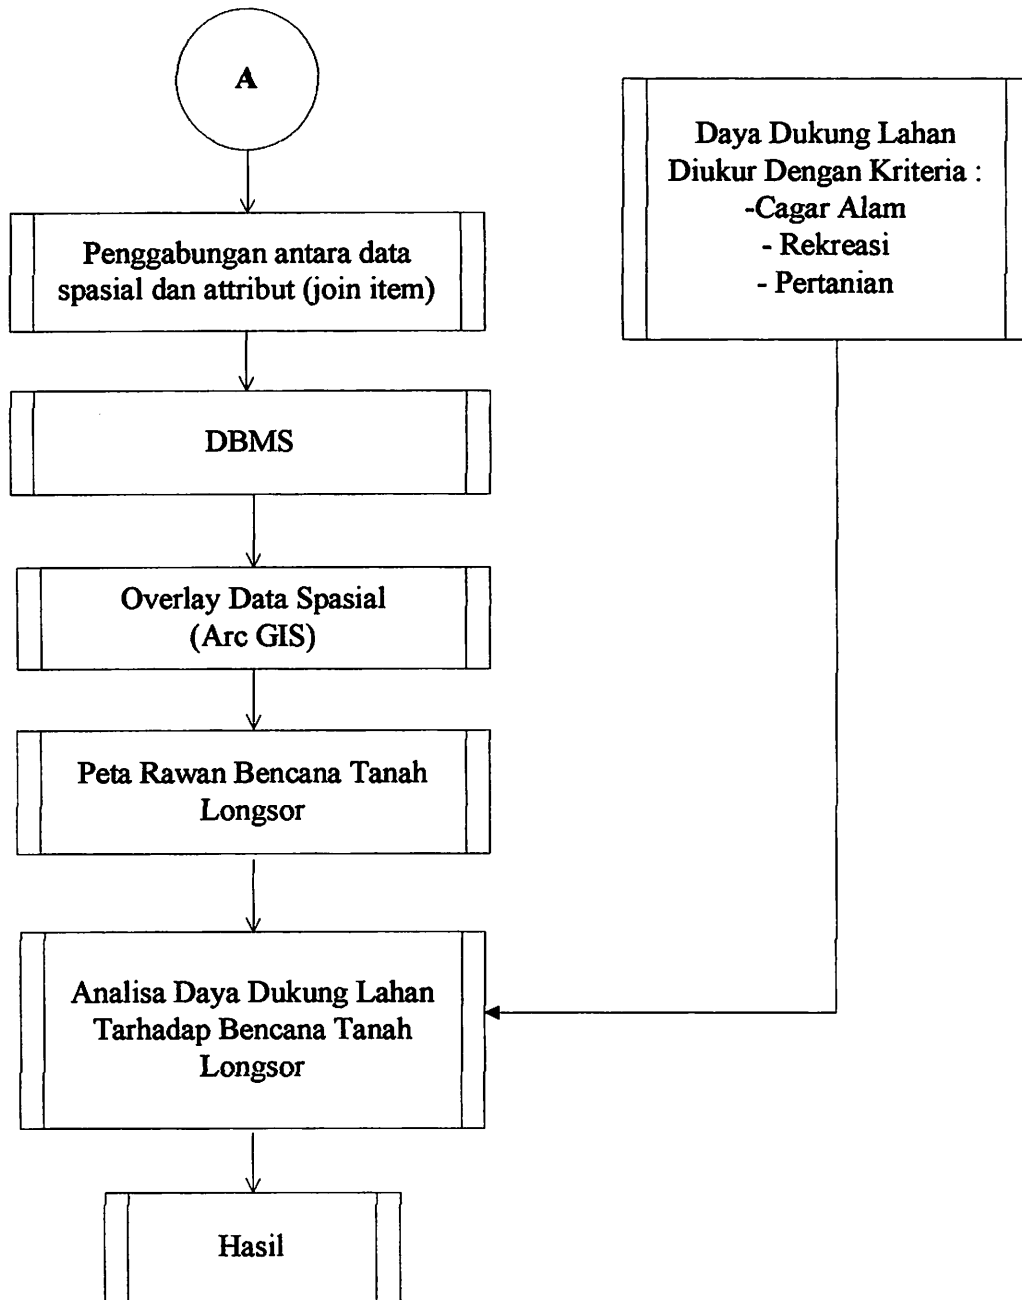 A
Penggabungan antara data
spasial dan attribut (join item)
DBMS
Overlay Data Spasial
(Arc GIS)
Peta Rawan Bencana Tanah
Longsor
Analisa Daya Dukung Lahan
Tarhadap Bencana Tanah
Longsor
Hasil
Daya Dukung Lahan
Diukur Dengan Kriteria :
-Cagar Alam
- Rekreasi
- Pertanian